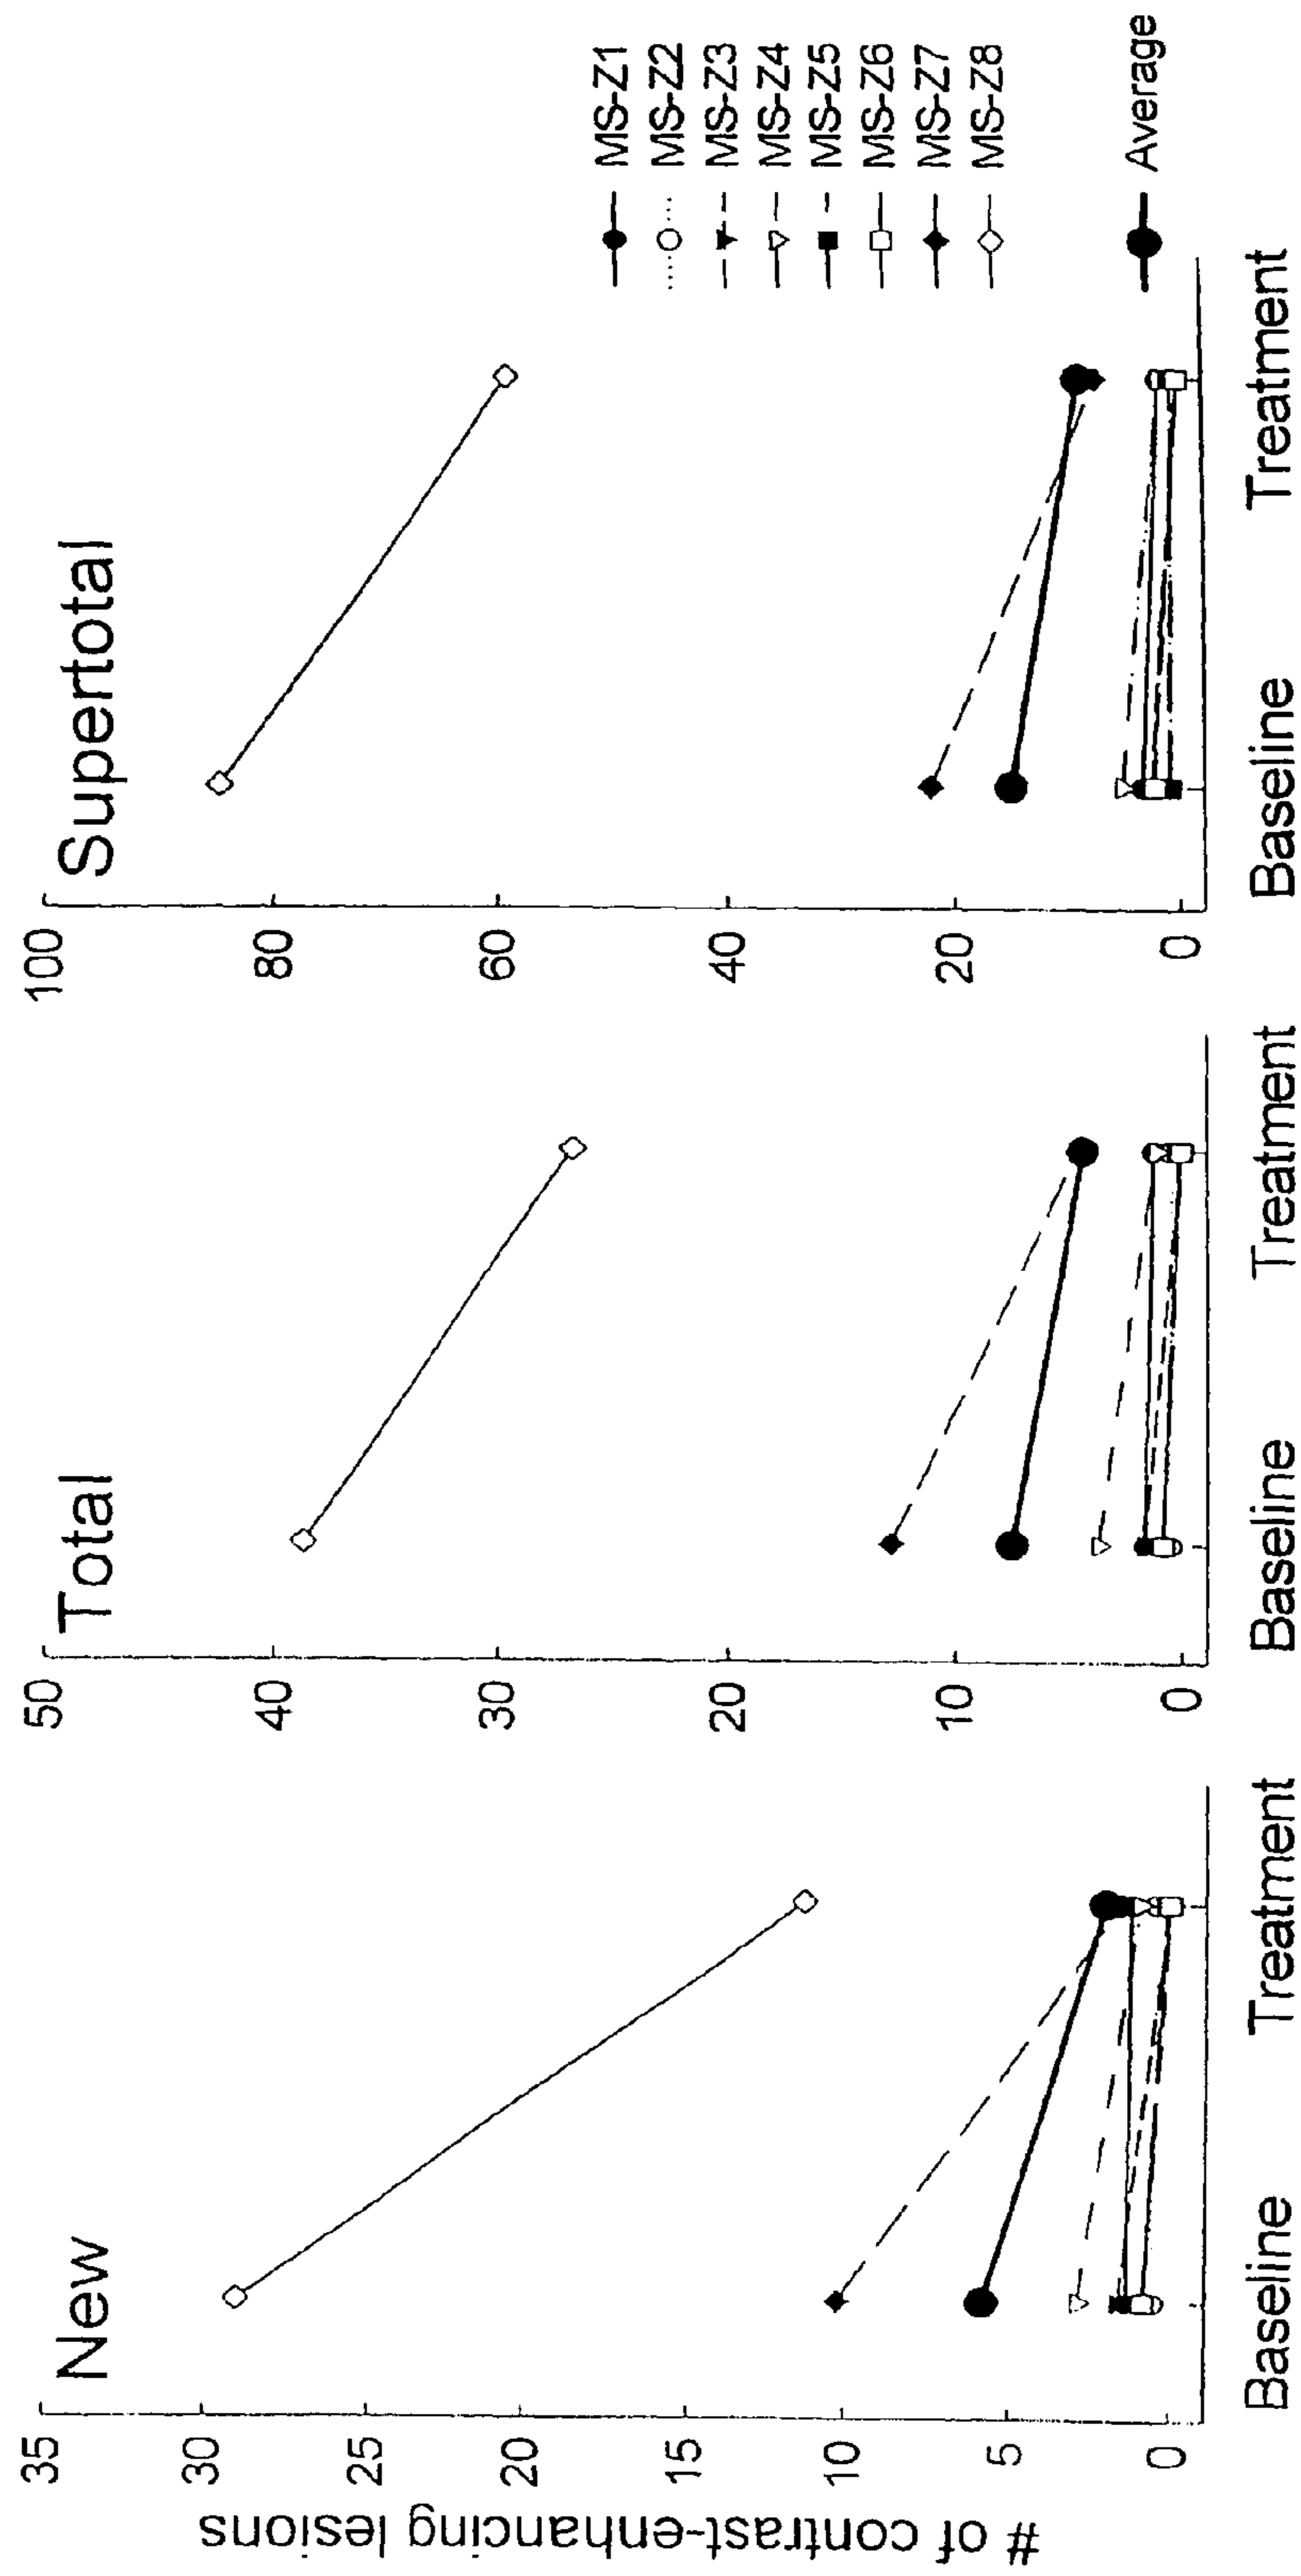 New
Total
Supertotal
# of contrast-enhancing lesions
35
30
25
20
15
10
5
0
Baseline
Treatment
50
40
30
20
10
0
Baseline
Treatment
100
80
60
40
20
0
Baseline
Treatment
MS-Z1
MS-Z2
MS-Z3
MS-Z4
MS-Z5
MS-Z6
MS-Z7
MS-Z8
Average